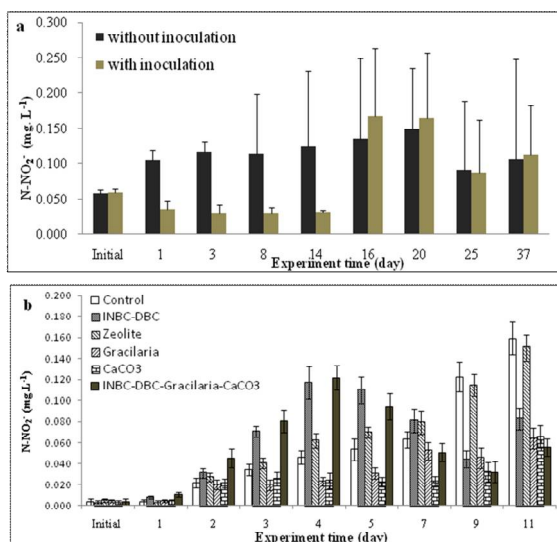 a
without inoculation
with inoculation
N-NO₂⁻ (mg. L⁻¹)
0.300
0.250
0.200
0.150
0.100
0.050
0.000
Initial 1 3 8 14 16 20 25 37
Experiment time (day)
b
Control
INBC-DBC
Zeolite
Gracilaria
CaCO3
INBC-DBC-Gracilaria-CaCO3
N-NO₂⁻ (mg.L⁻¹)
0.200
0.180
0.160
0.140
0.120
0.100
0.080
0.060
0.040
0.020
0.000
Initial 1 2 3 4 5 7 9 11
Experiment time (day)